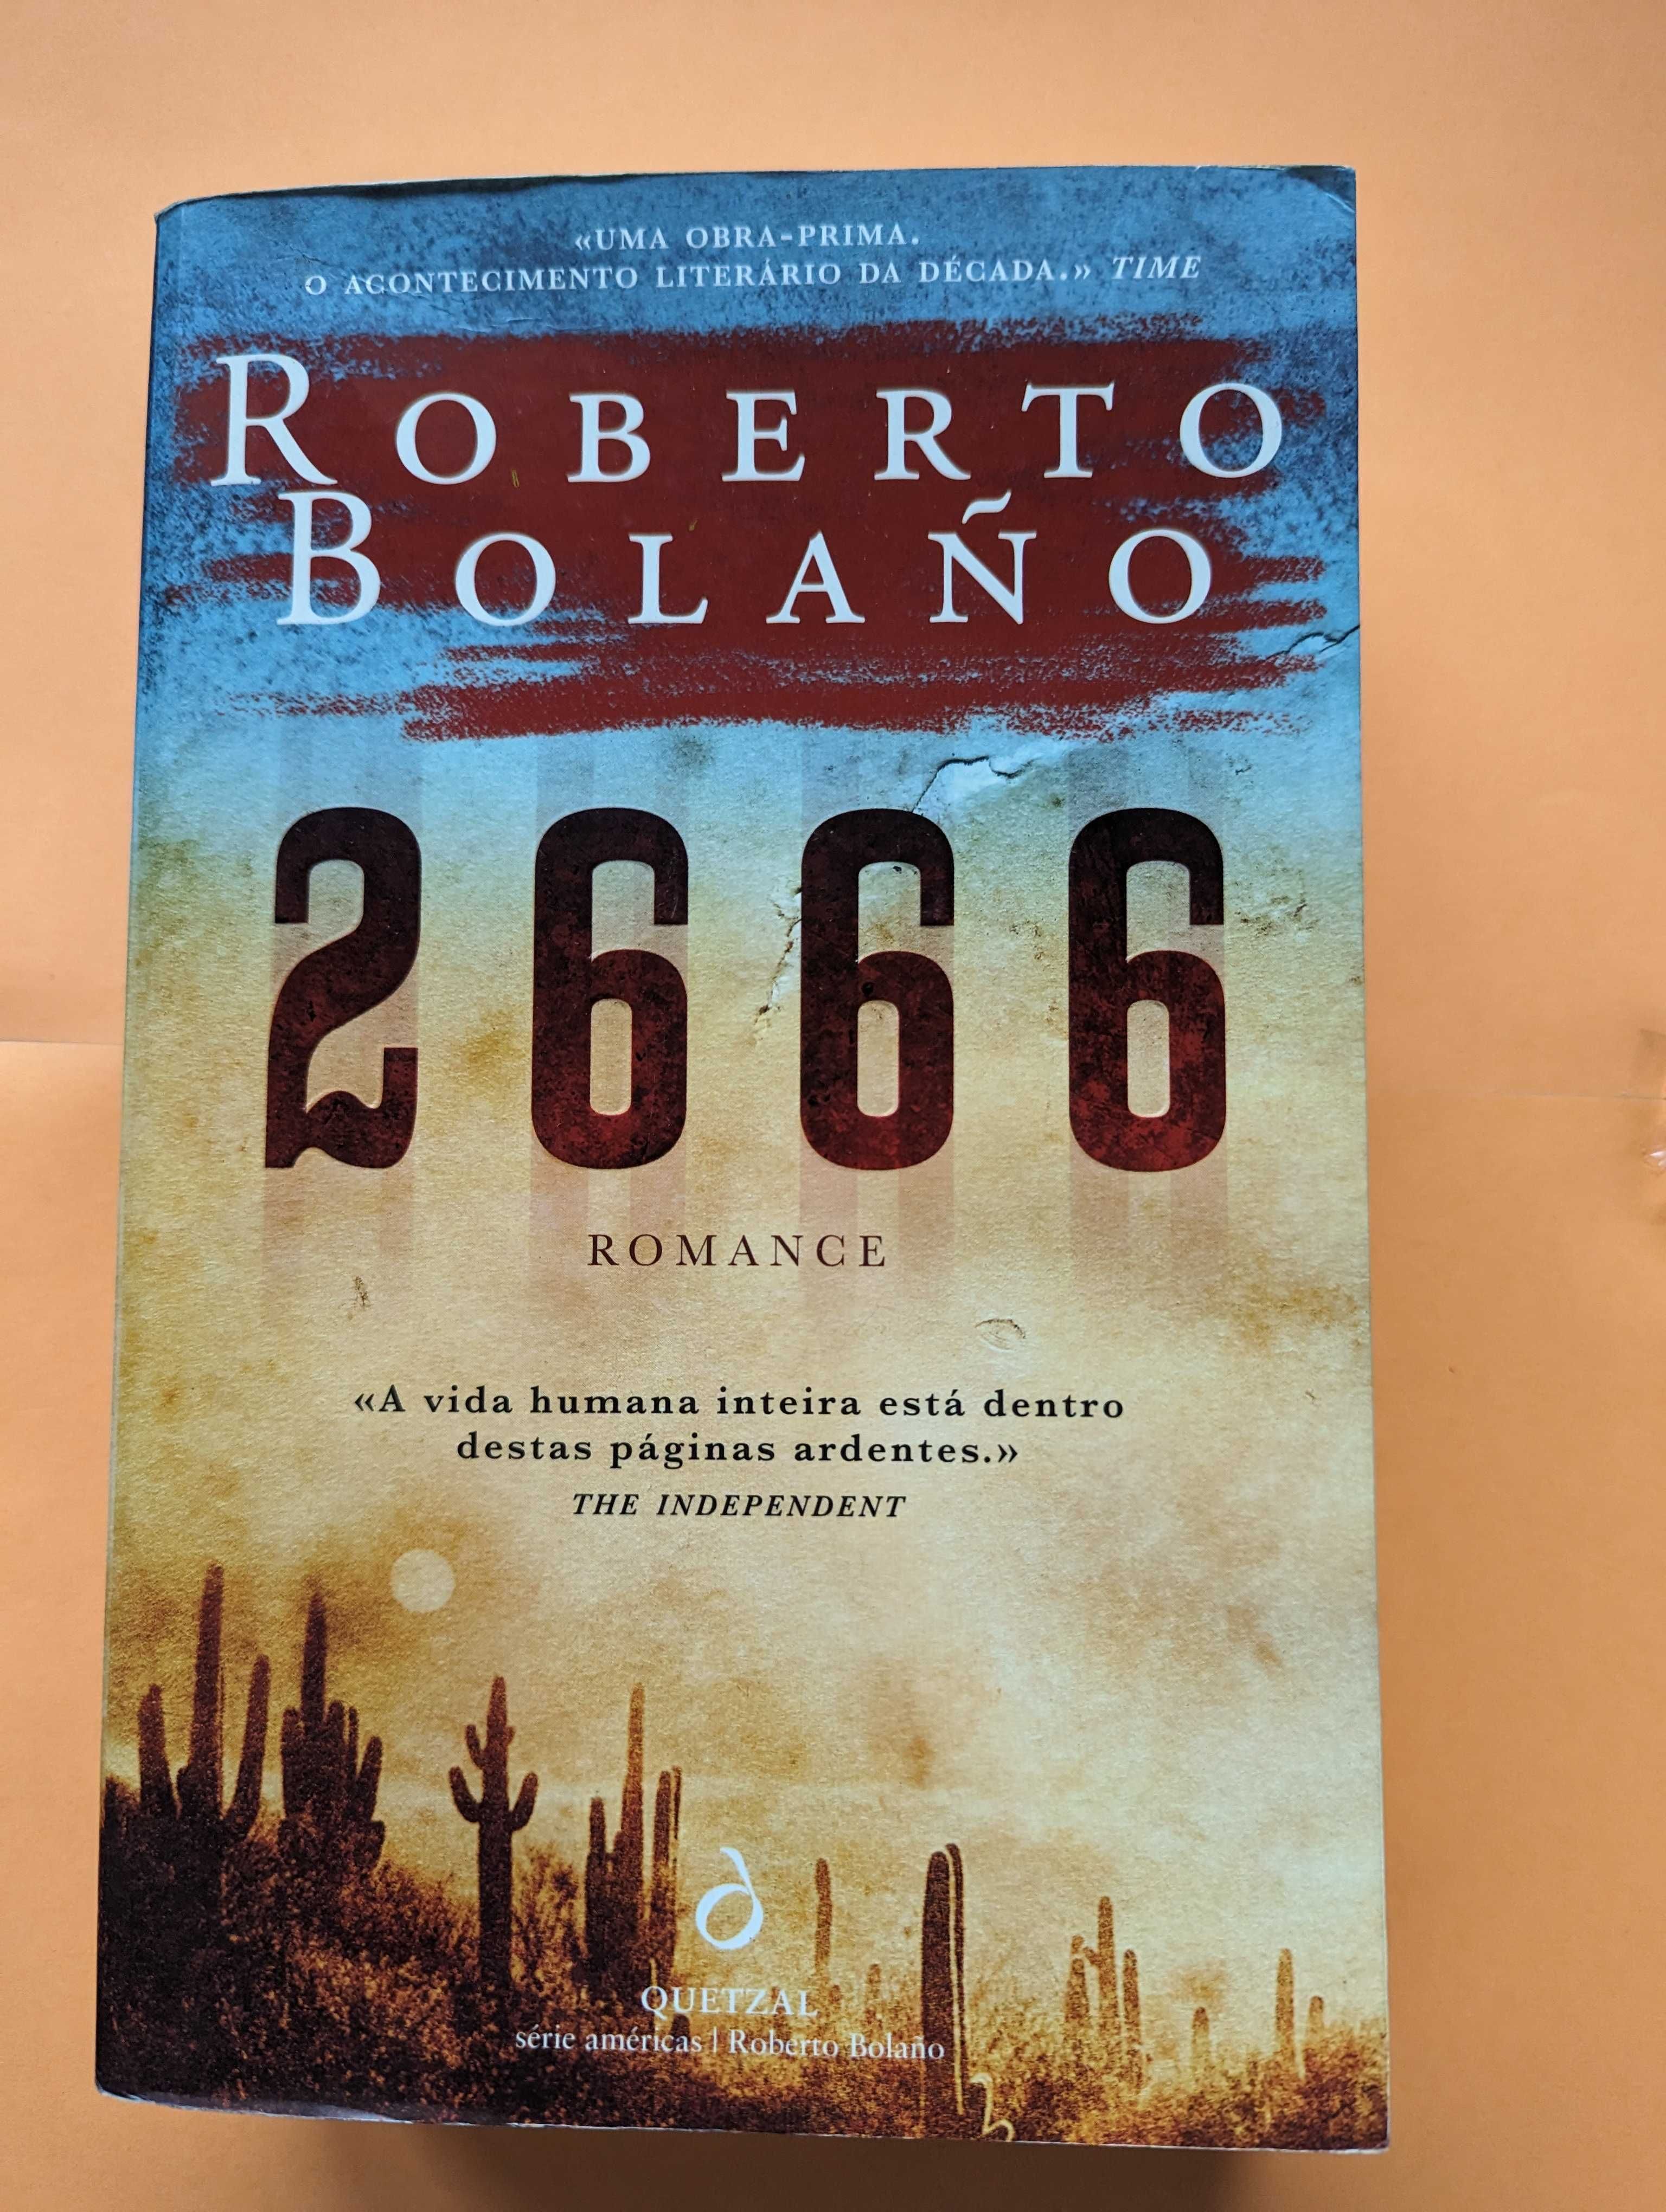 «UMA OBRA-PRIMA.
O ACONTECIMENTO LITERÁRIO DA DÉCADA.» TIME
ROBERTO
BOLAÑO
2666
ROMANCE
«A vida humana inteira está dentro
destas páginas ardentes.»
THE INDEPENDENT
QUETZAL
série américas | Roberto Bolaño